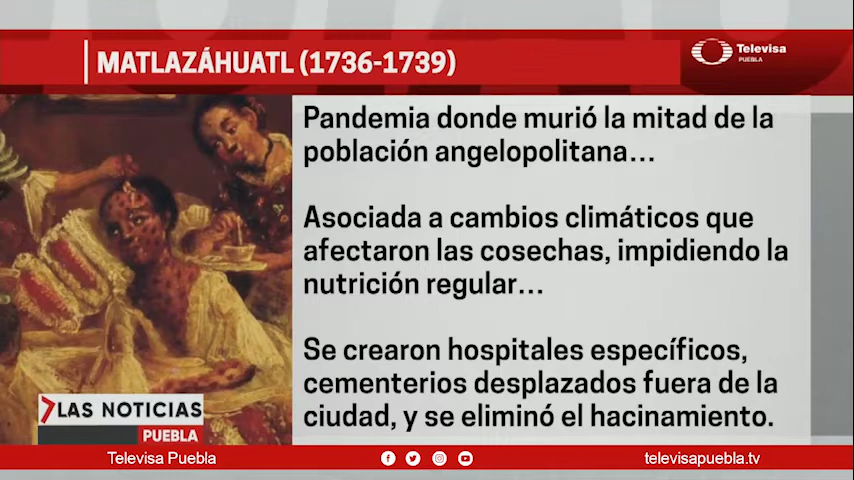 MATLAZÁHUATL (1736-1739)
Televisa
PUEBLA
Pandemia donde murió la mitad de la
población angelopolitana...
Asociada a cambios climáticos que
afectaron las cosechas, impidiendo la
nutrición regular...
Se crearon hospitales específicos,
cementerios desplazados fuera de la
ciudad, y se eliminó el hacinamiento.
LAS NOTICIAS
PUEBLA
Televisa Puebla
televisapuebla.tv